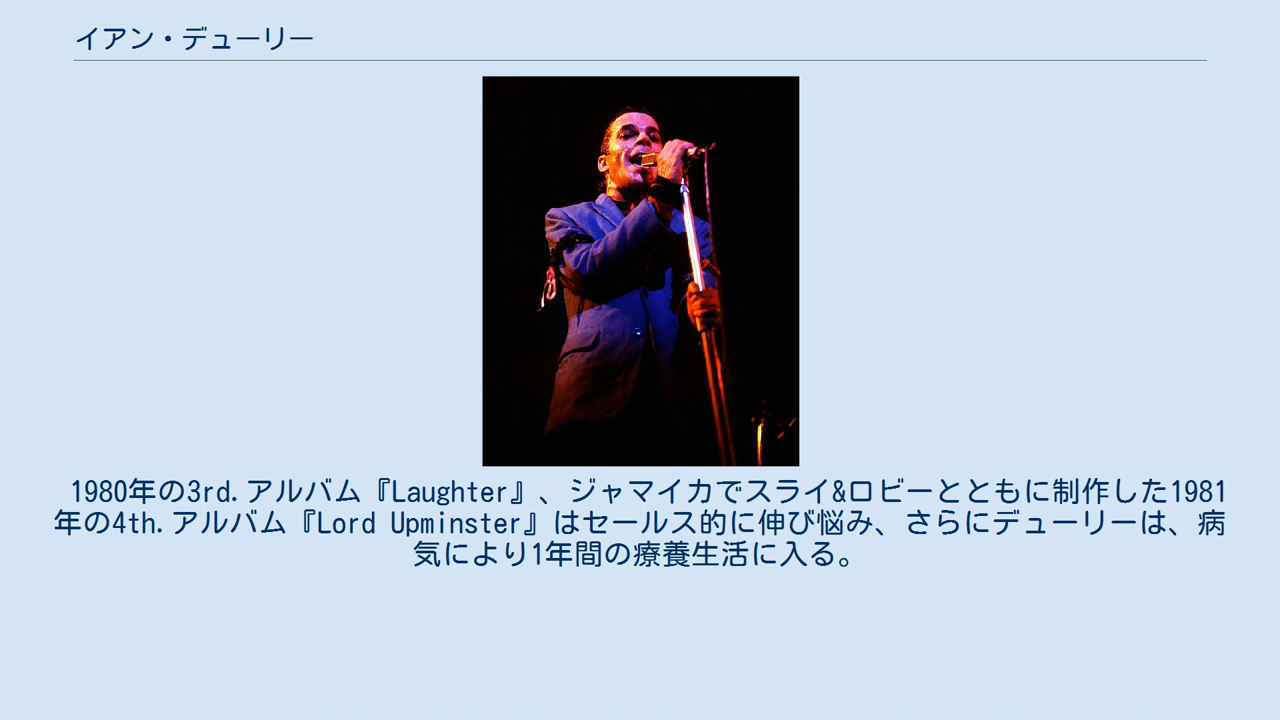 イアン・デューリー
1980年の3rd.アルバム『Laughter』、ジャマイカでスライ&ロビーとともに制作した1981
年の4th.アルバム『Lord Upminster』はセールス的に伸び悩み、さらにデューリーは、病
気により1年間の療養生活に入る。